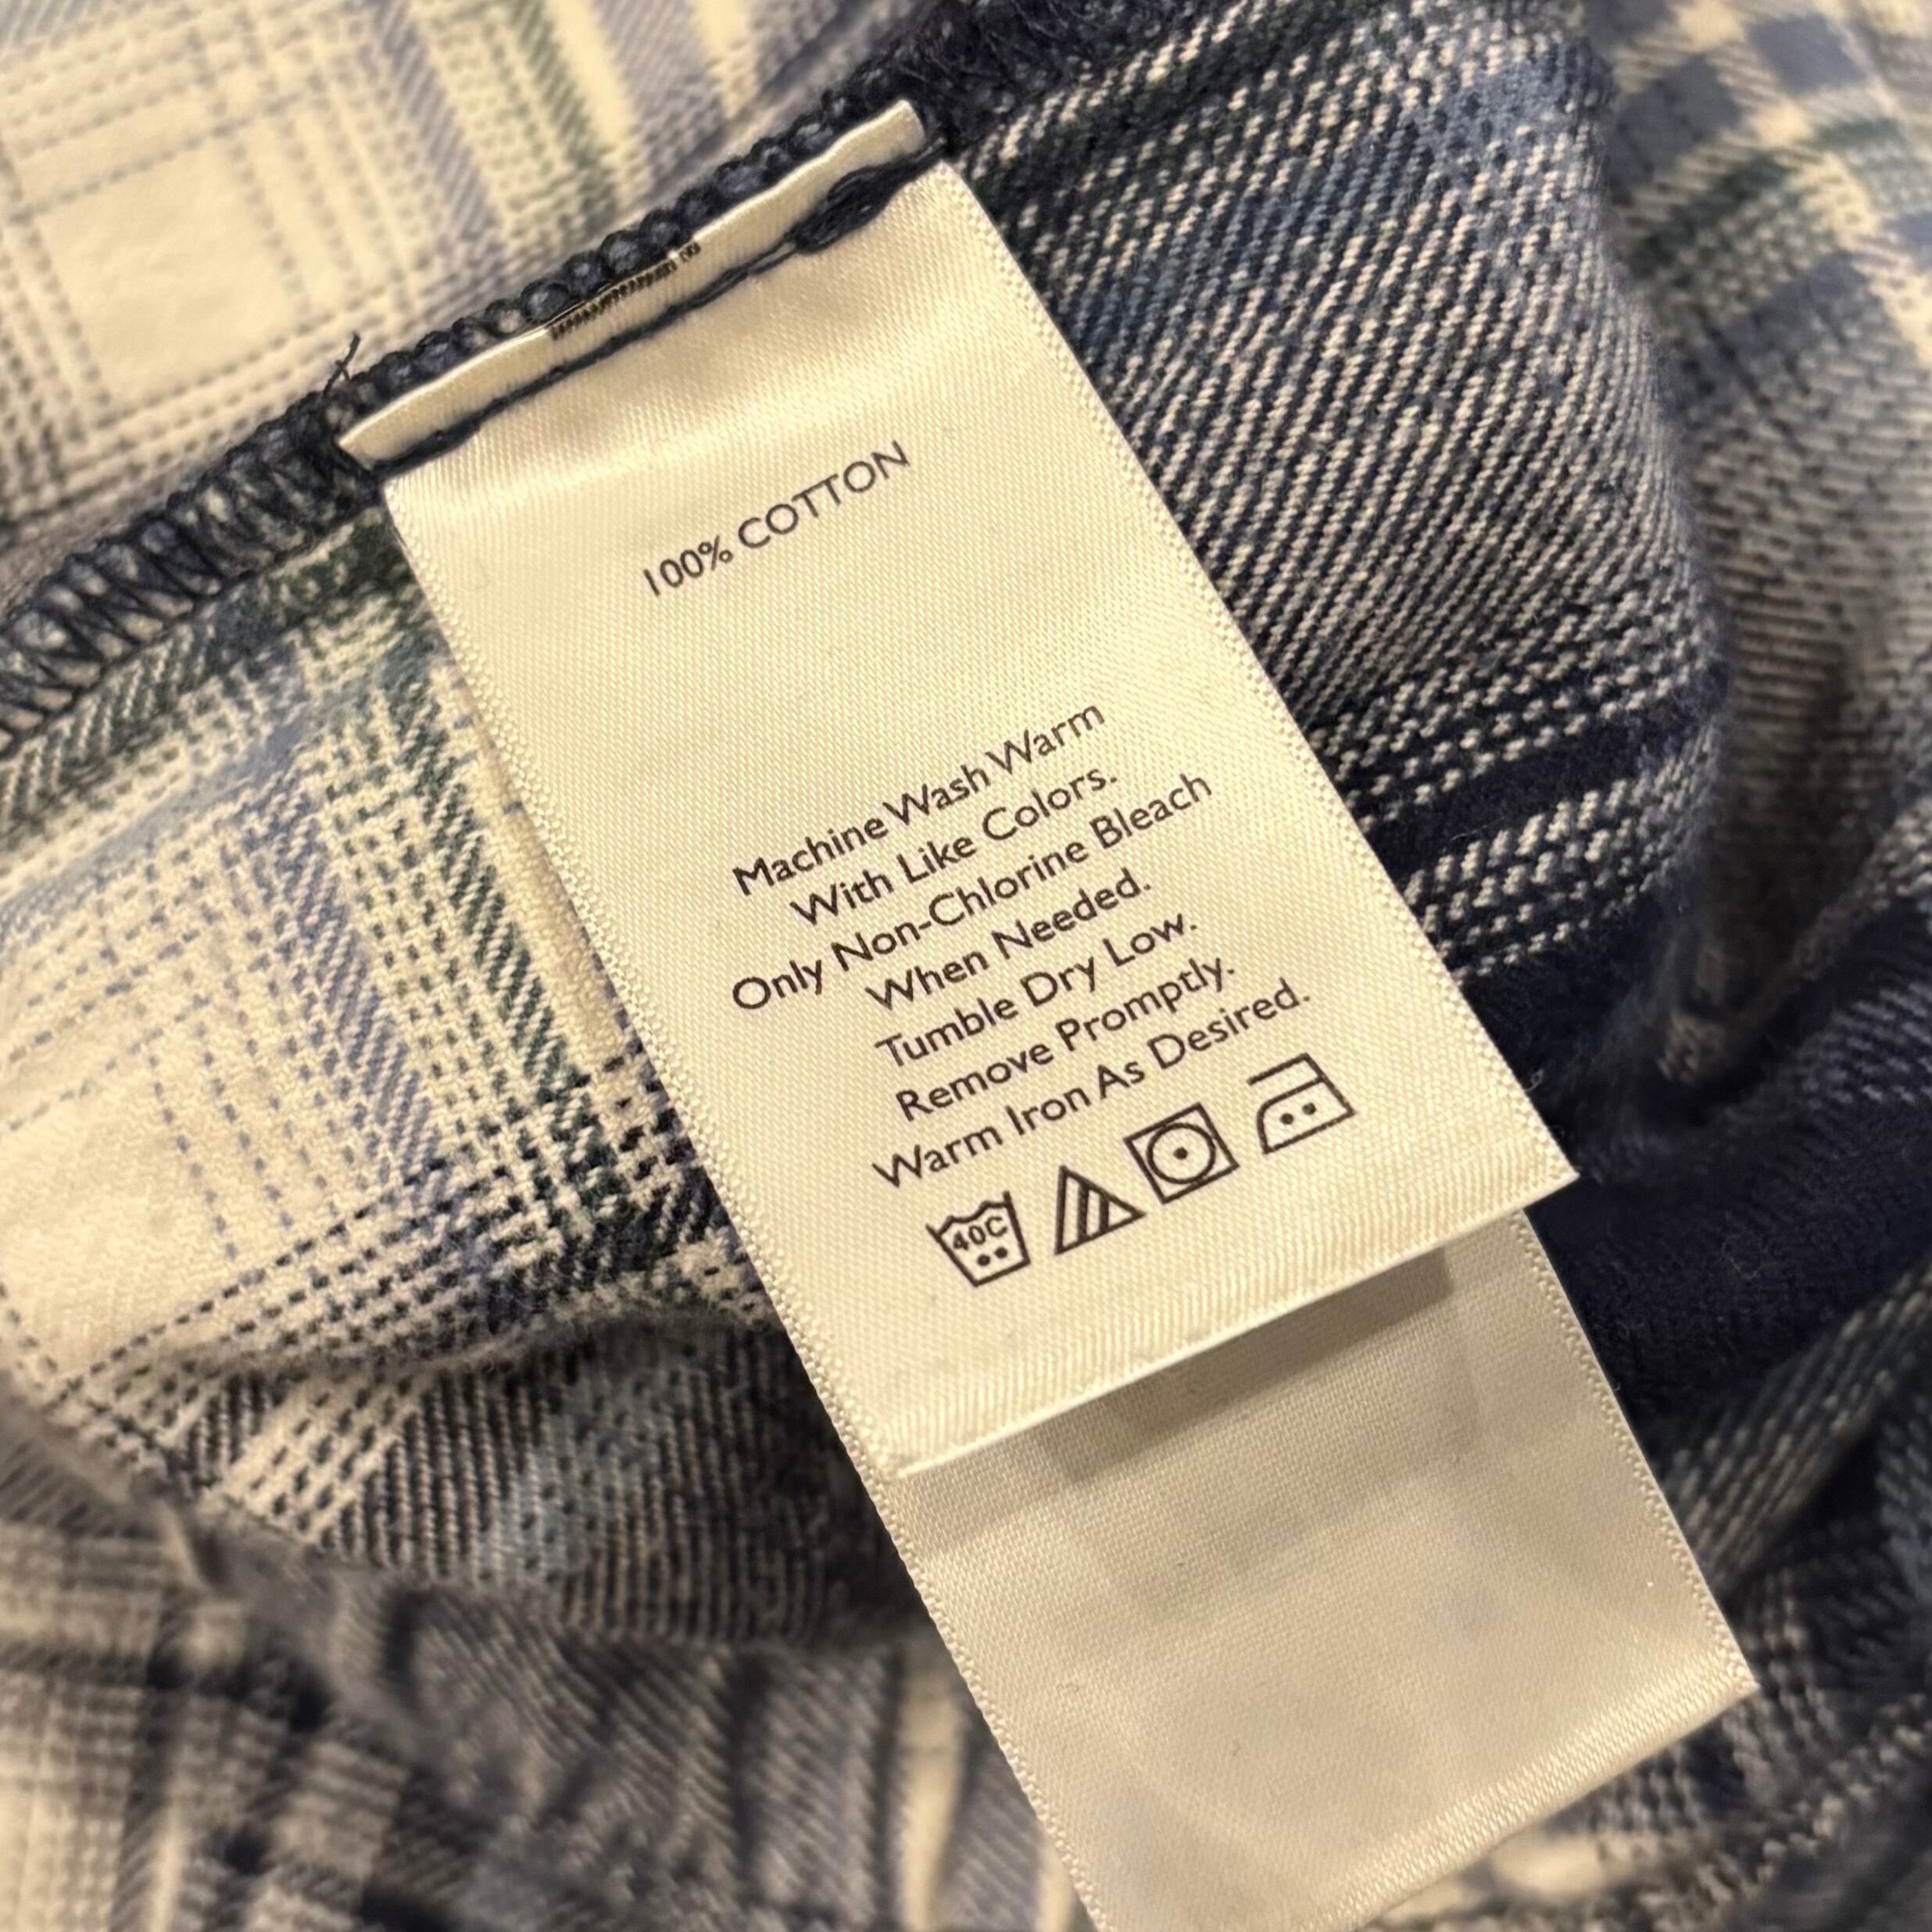 100% COTTON
Machine Wash Warm
With Like Colors.
Only Non-Chlorine Bleach
When Needed.
Tumble Dry Low.
Remove Promptly.
Warm Iron As Desired.
40C